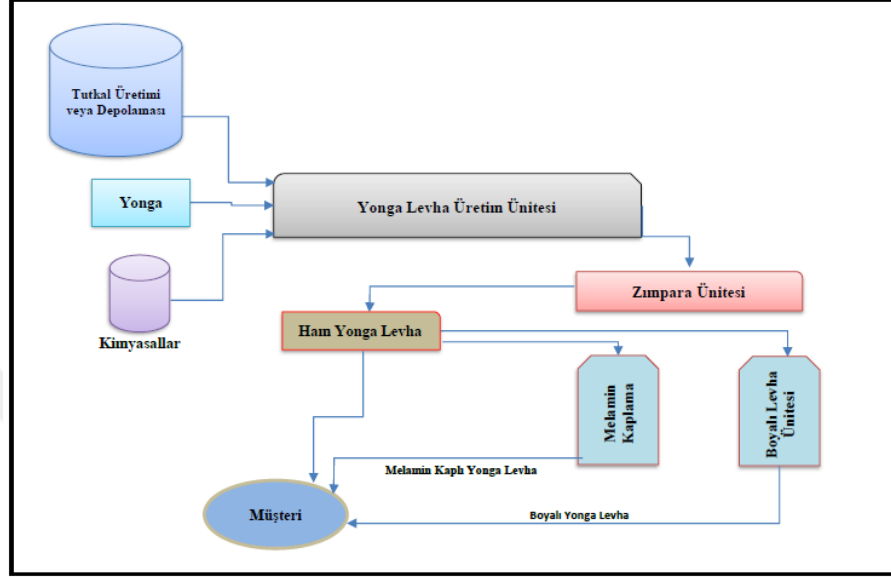 Tutkal Üretimi
veya Depolaması
Yonga
Yonga Levha Üretim Ünitesi
Kimyasallar
Zımpara Ünitesi
Ham Yonga Levha
Melamin
Kaplama
Boyalı Levha
Ünitesi
Melamin Kaplı Yonga Levha
Müşteri
Boyalı Yonga Levha